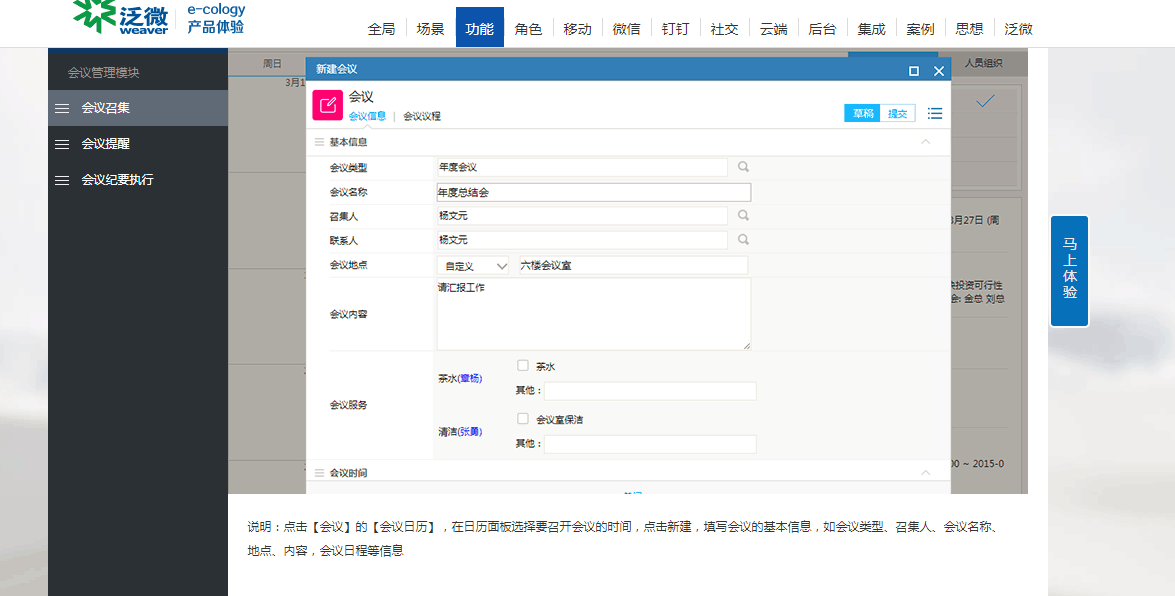 泛微
weaver
e-cology
产品体验
全局 场景 功能 角色 移动 微信 钉钉 社交 云端 后台 集成 案例 思想 泛微
会议管理模块
会议召集
会议提醒
会议纪要执行
周日
3月1
人员组织
新建会议
会议
会议信息 | 会议议程
草稿 提交
基本信息
会议类型 年度会议
会议名称 年度总结会
召集人 杨文元
联系人 杨文元
会议地点 自定义 六楼会议室
会议内容 请汇报工作
会议服务
茶水(章杨) 茶水
其他：
清洁(张勇) 会议室保洁
其他：
会议时间
月27日 (周
投资可行性
会: 金总 刘总
00 ~ 2015-0
马上体验
说明：点击【会议】的【会议日历】，在日历面板选择要召开会议的时间，点击新建，填写会议的基本信息，如会议类型、召集人、会议名称、
地点、内容，会议日程等信息